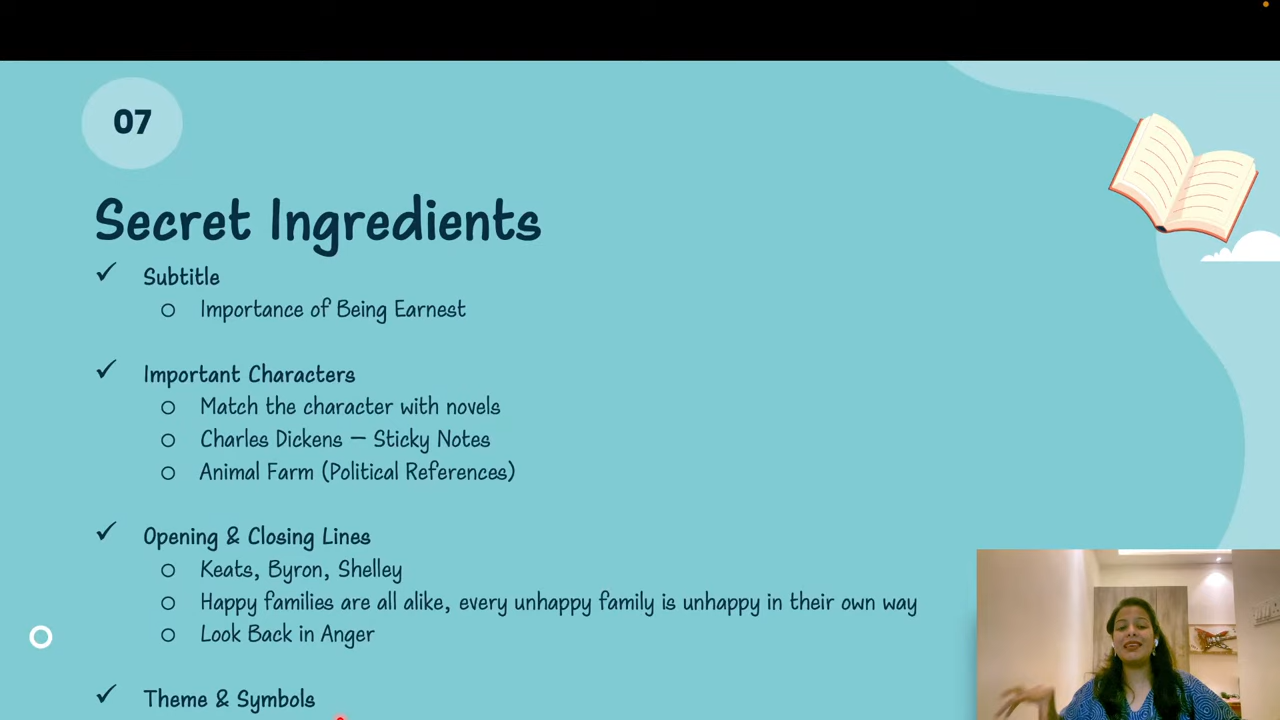 07
Secret Ingredients
✓ Subtitle
○ Importance of Being Earnest
✓ Important Characters
○ Match the character with novels
○ Charles Dickens – Sticky Notes
○ Animal Farm (Political References)
✓ Opening & Closing Lines
○ Keats, Byron, Shelley
○ Happy families are all alike, every unhappy family is unhappy in their own way
○ Look Back in Anger
✓ Theme & Symbols